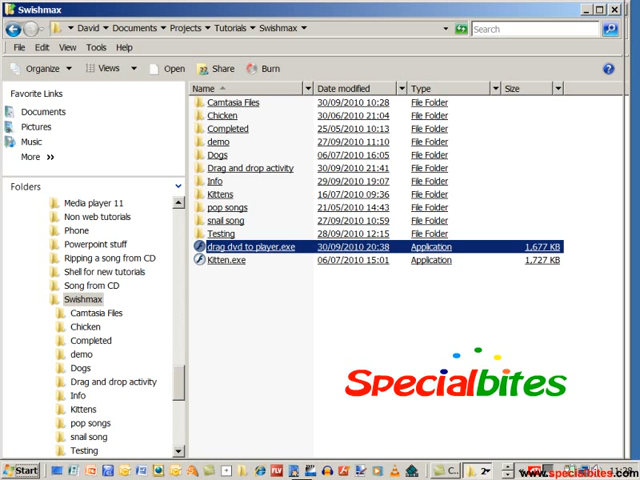 Swishmax
David ▸ Documents ▸ Projects ▸ Tutorials ▸ Swishmax ▸
Search
File Edit View Tools Help
Organize Views Open Share Burn
Favorite Links
Documents
Pictures
Music
More »
Folders
Media player 11
Non web tutorials
Phone
Powerpoint stuff
Ripping a song from CD
Shell for new tutorials
Song from CD
Swishmax
Camtasia Files
Chicken
Completed
demo
Dogs
Drag and drop activity
Info
Kittens
pop songs
snail song
Testing
Name Date modified Type Size
Camtasia Files 30/09/2010 10:28 File Folder
Chicken 30/06/2010 21:04 File Folder
Completed 25/05/2010 10:13 File Folder
demo 27/09/2010 11:10 File Folder
Dogs 06/07/2010 16:05 File Folder
Drag and drop activity 30/09/2010 21:41 File Folder
Info 29/09/2010 19:07 File Folder
Kittens 16/07/2010 09:36 File Folder
pop songs 21/05/2010 14:43 File Folder
snail song 27/09/2010 10:59 File Folder
Testing 28/09/2010 12:15 File Folder
drag dvd to player.exe 30/09/2010 20:38 Application 1,677 KB
Kitten.exe 06/07/2010 15:01 Application 1,727 KB
Specialbites
Start
C...
2
www.specialbites.com